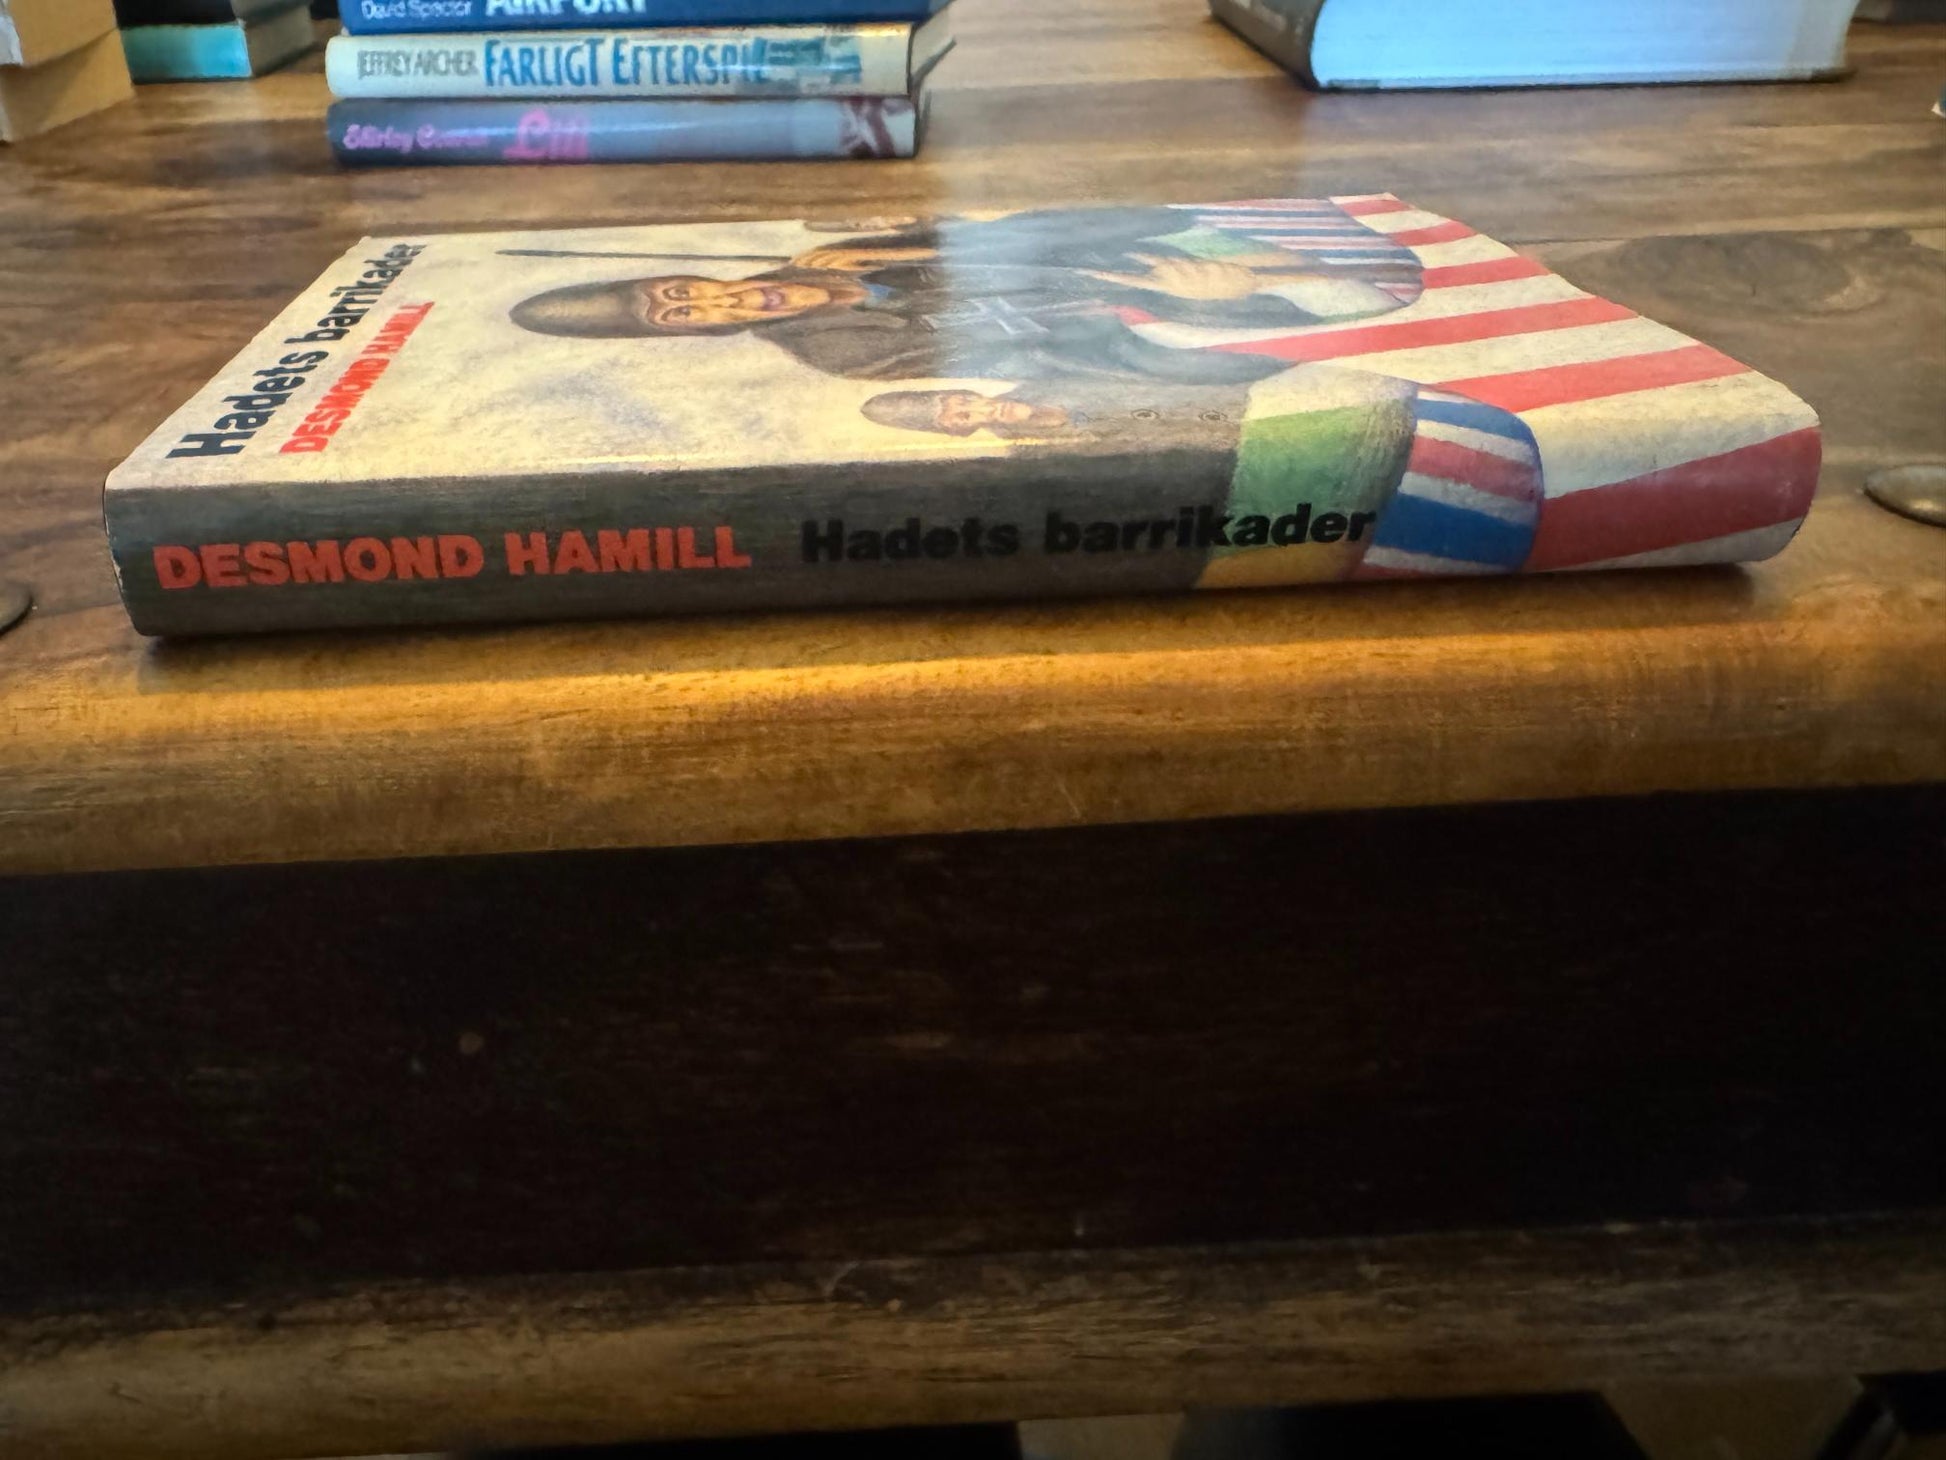 David Spector AIRPORT
JEFFREY ARCHER FARLIGT EFTERSPIL
Shirley Conran Lili
Hadets barrikader
DESMOND HAMILL
DESMOND HAMILL Hadets barrikader